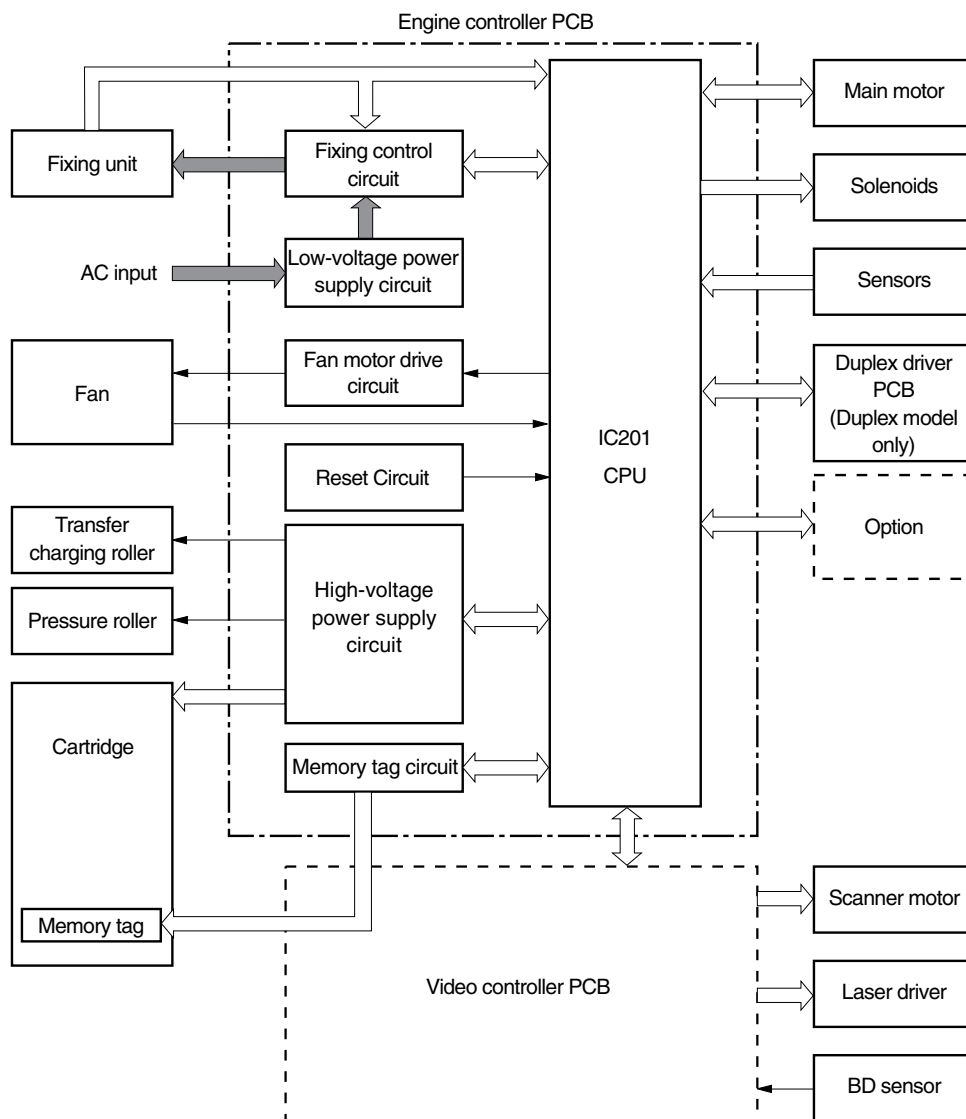 Engine controller PCB
Main motor
Fixing unit
Fixing control
circuit
Solenoids
AC input
Low-voltage power
supply circuit
Sensors
Fan
Fan motor drive
circuit
Duplex driver
PCB
(Duplex model
only)
IC201
CPU
Reset Circuit
Option
Transfer
charging roller
High-voltage
power supply
circuit
Pressure roller
Cartridge
Memory tag circuit
Memory tag
Scanner motor
Video controller PCB
Laser driver
BD sensor